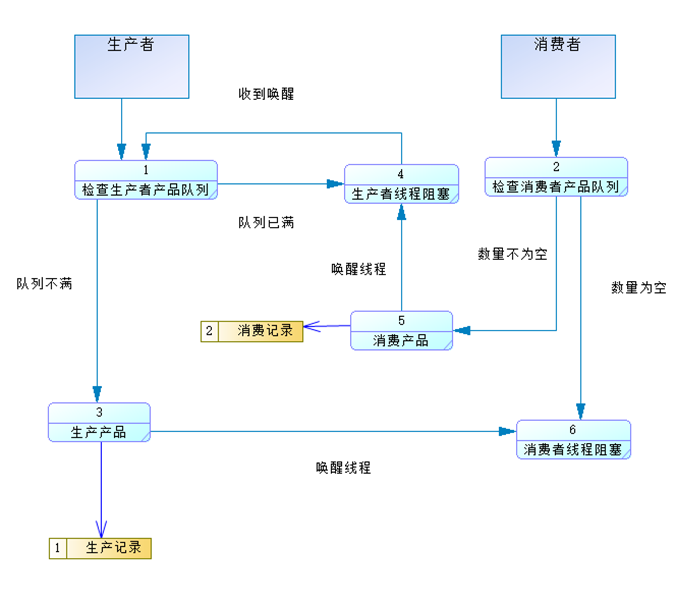 生产者
消费者
收到唤醒
1
检查生产者产品队列
4
生产者线程阻塞
2
检查消费者产品队列
队列已满
数量不为空
唤醒线程
队列不满
数量为空
5
消费产品
2 消费记录
3
生产产品
6
消费者线程阻塞
唤醒线程
1 生产记录